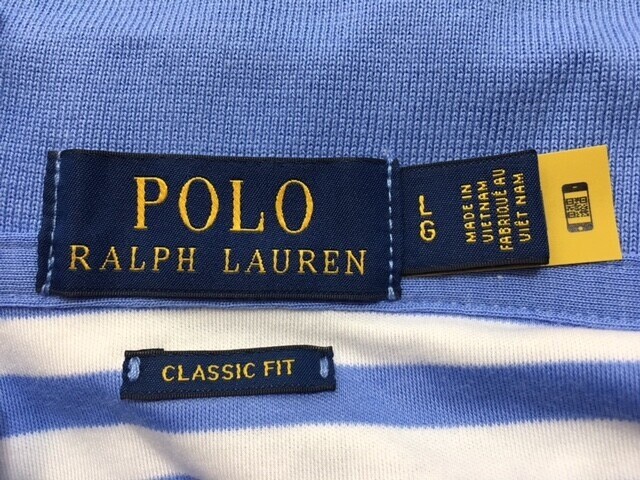 POLO
RALPH LAUREN
L
G
MADE IN
VIETNAM
FABRIQUÉ AU
VIÊT NAM
CLASSIC FIT